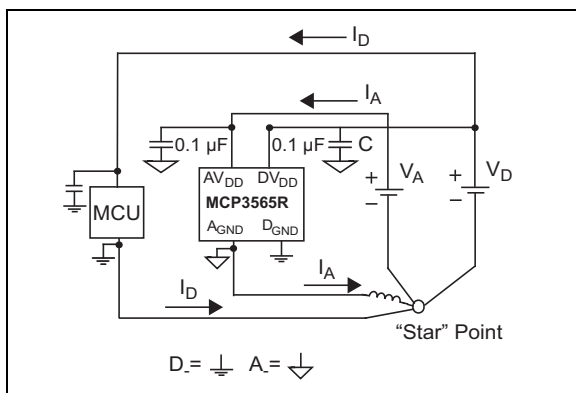 I_D
I_A
0.1 µF
0.1 µF
C
AV_DD DV_DD
MCP3565R
A_GND D_GND
MCU
+
−
V_A
+
−
V_D
I_D
I_A
“Star” Point
D_-=
A_-=